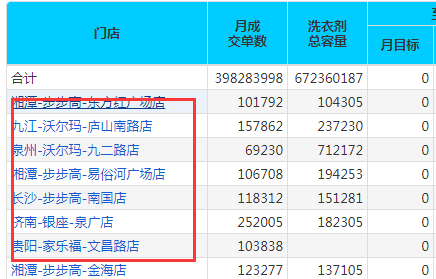 门店 月成交单数 洗衣剂总容量 月目标
合计 398283998 672360187 0
湘潭-步步高-东方红广场店 101792 104305 0
九江-沃尔玛-庐山南路店 157862 237230 0
泉州-沃尔玛-九二路店 69230 712172 0
湘潭-步步高-易俗河广场店 106708 194253 0
长沙-步步高-南国店 118312 151281 0
济南-银座-泉广店 252005 182305 0
贵阳-家乐福-文昌路店 103838 0
湘潭-步步高-金海店 123277 137105 0